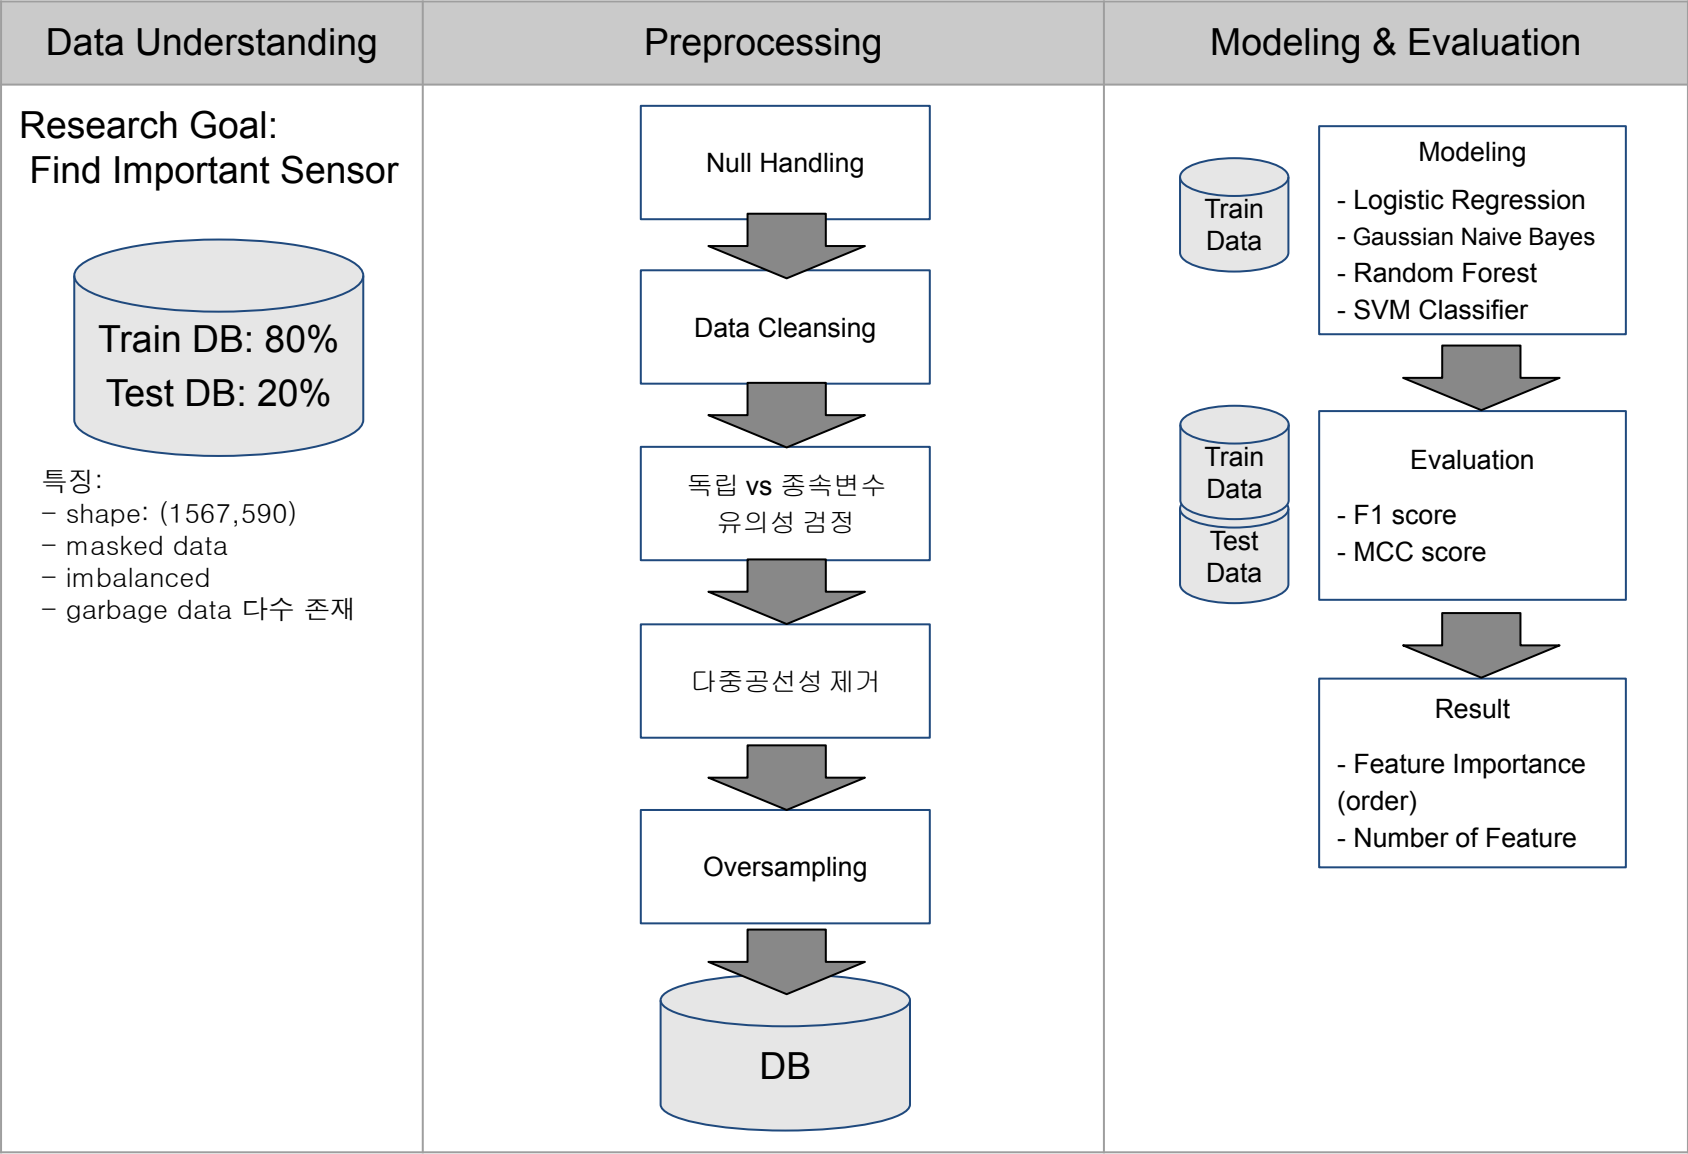 Data Understanding
Research Goal:
Find Important Sensor
Train DB: 80%
Test DB: 20%
특징:
- shape: (1567,590)
- masked data
- imbalanced
- garbage data 다수 존재
Preprocessing
Null Handling
Data Cleansing
독립 vs 종속변수
유의성 검정
다중공선성 제거
Oversampling
DB
Modeling & Evaluation
Train
Data
Modeling
- Logistic Regression
- Gaussian Naive Bayes
- Random Forest
- SVM Classifier
Train
Data
Test
Data
Evaluation
- F1 score
- MCC score
Result
- Feature Importance
(order)
- Number of Feature